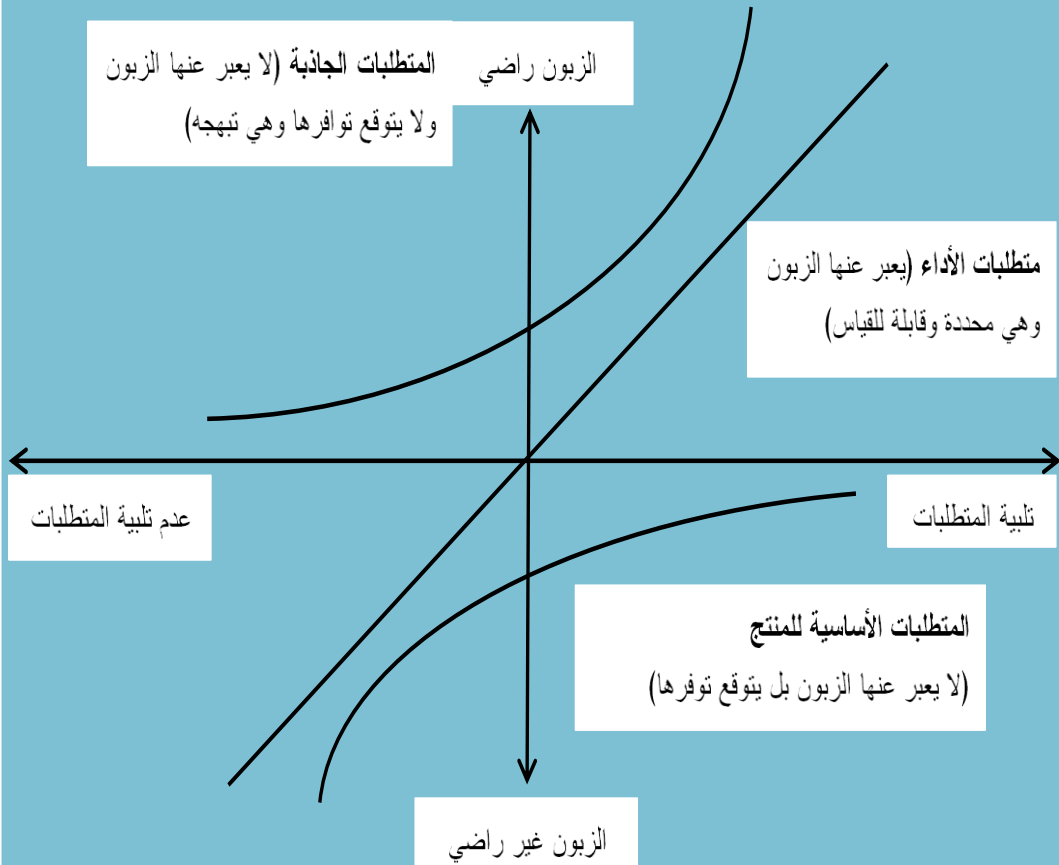 المتطلبات الجاذبة (لا يعبر عنها الزبون
ولا يتوقع توافرها وهي تبهجه)
الزبون راضي
متطلبات الأداء (يعبر عنها الزبون
وهي محددة وقابلة للقياس)
تلبية المتطلبات
عدم تلبية المتطلبات
المتطلبات الأساسية للمنتج
(لا يعبر عنها الزبون بل يتوقع توفرها)
الزبون غير راضي